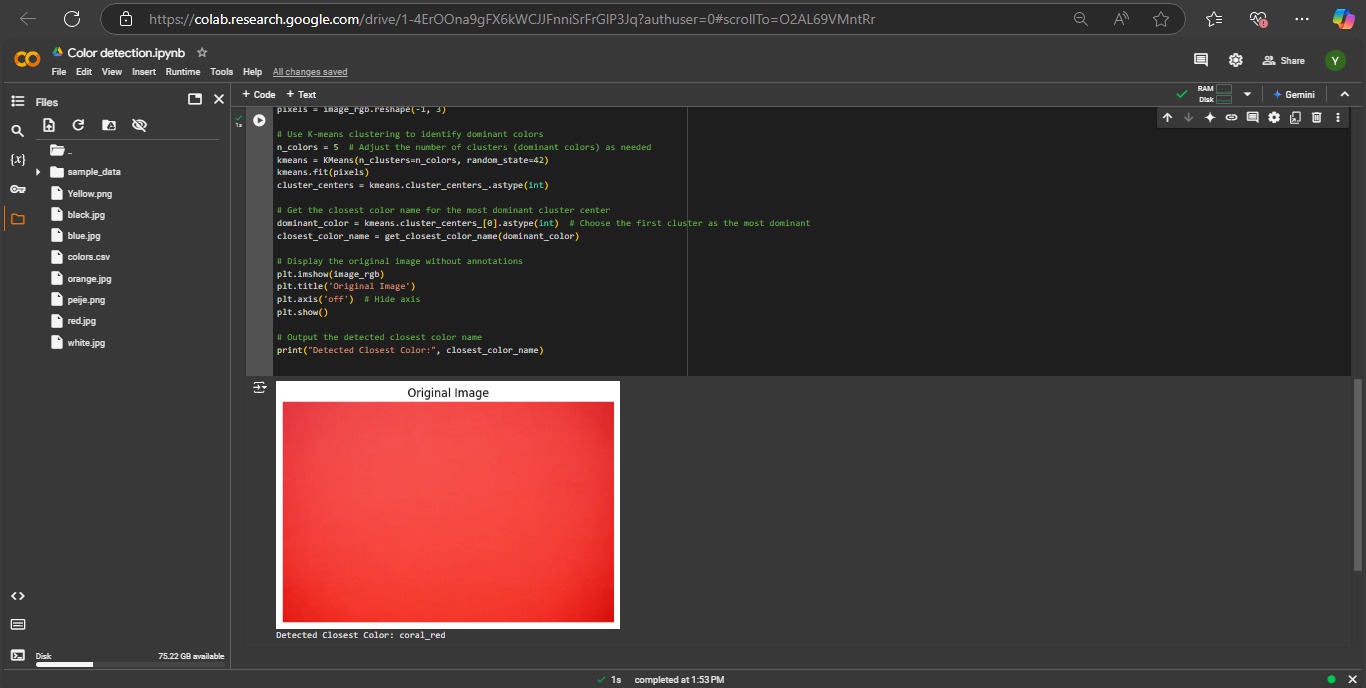 https://colab.research.google.com/drive/1-4ErOOna9gFX6kWCJJFnniSrFrGlP3Jq?authuser=0#scrollTo=O2AL69VMntRr
CO
Color detection.ipynb
File Edit View Insert Runtime Tools Help All changes saved
Share
Y
Files
+ Code + Text
RAM
Disk
Gemini
..
sample_data
Yellow.png
black.jpg
blue.jpg
colors.csv
orange.jpg
peije.png
red.jpg
white.jpg
{x}
<>
Disk
75.22 GB available
1s
pixels = image_rgb.reshape(-1, 3)
# Use K-means clustering to identify dominant colors
n_colors = 5  # Adjust the number of clusters (dominant colors) as needed
kmeans = KMeans(n_clusters=n_colors, random_state=42)
kmeans.fit(pixels)
cluster_centers = kmeans.cluster_centers_.astype(int)
# Get the closest color name for the most dominant cluster center
dominant_color = kmeans.cluster_centers_[0].astype(int)  # Choose the first cluster as the most dominant
closest_color_name = get_closest_color_name(dominant_color)
# Display the original image without annotations
plt.imshow(image_rgb)
plt.title('Original Image')
plt.axis('off')  # Hide axis
plt.show()
# Output the detected closest color name
print("Detected Closest Color:", closest_color_name)
Original Image
Detected Closest Color: coral_red
1s completed at 1:53 PM